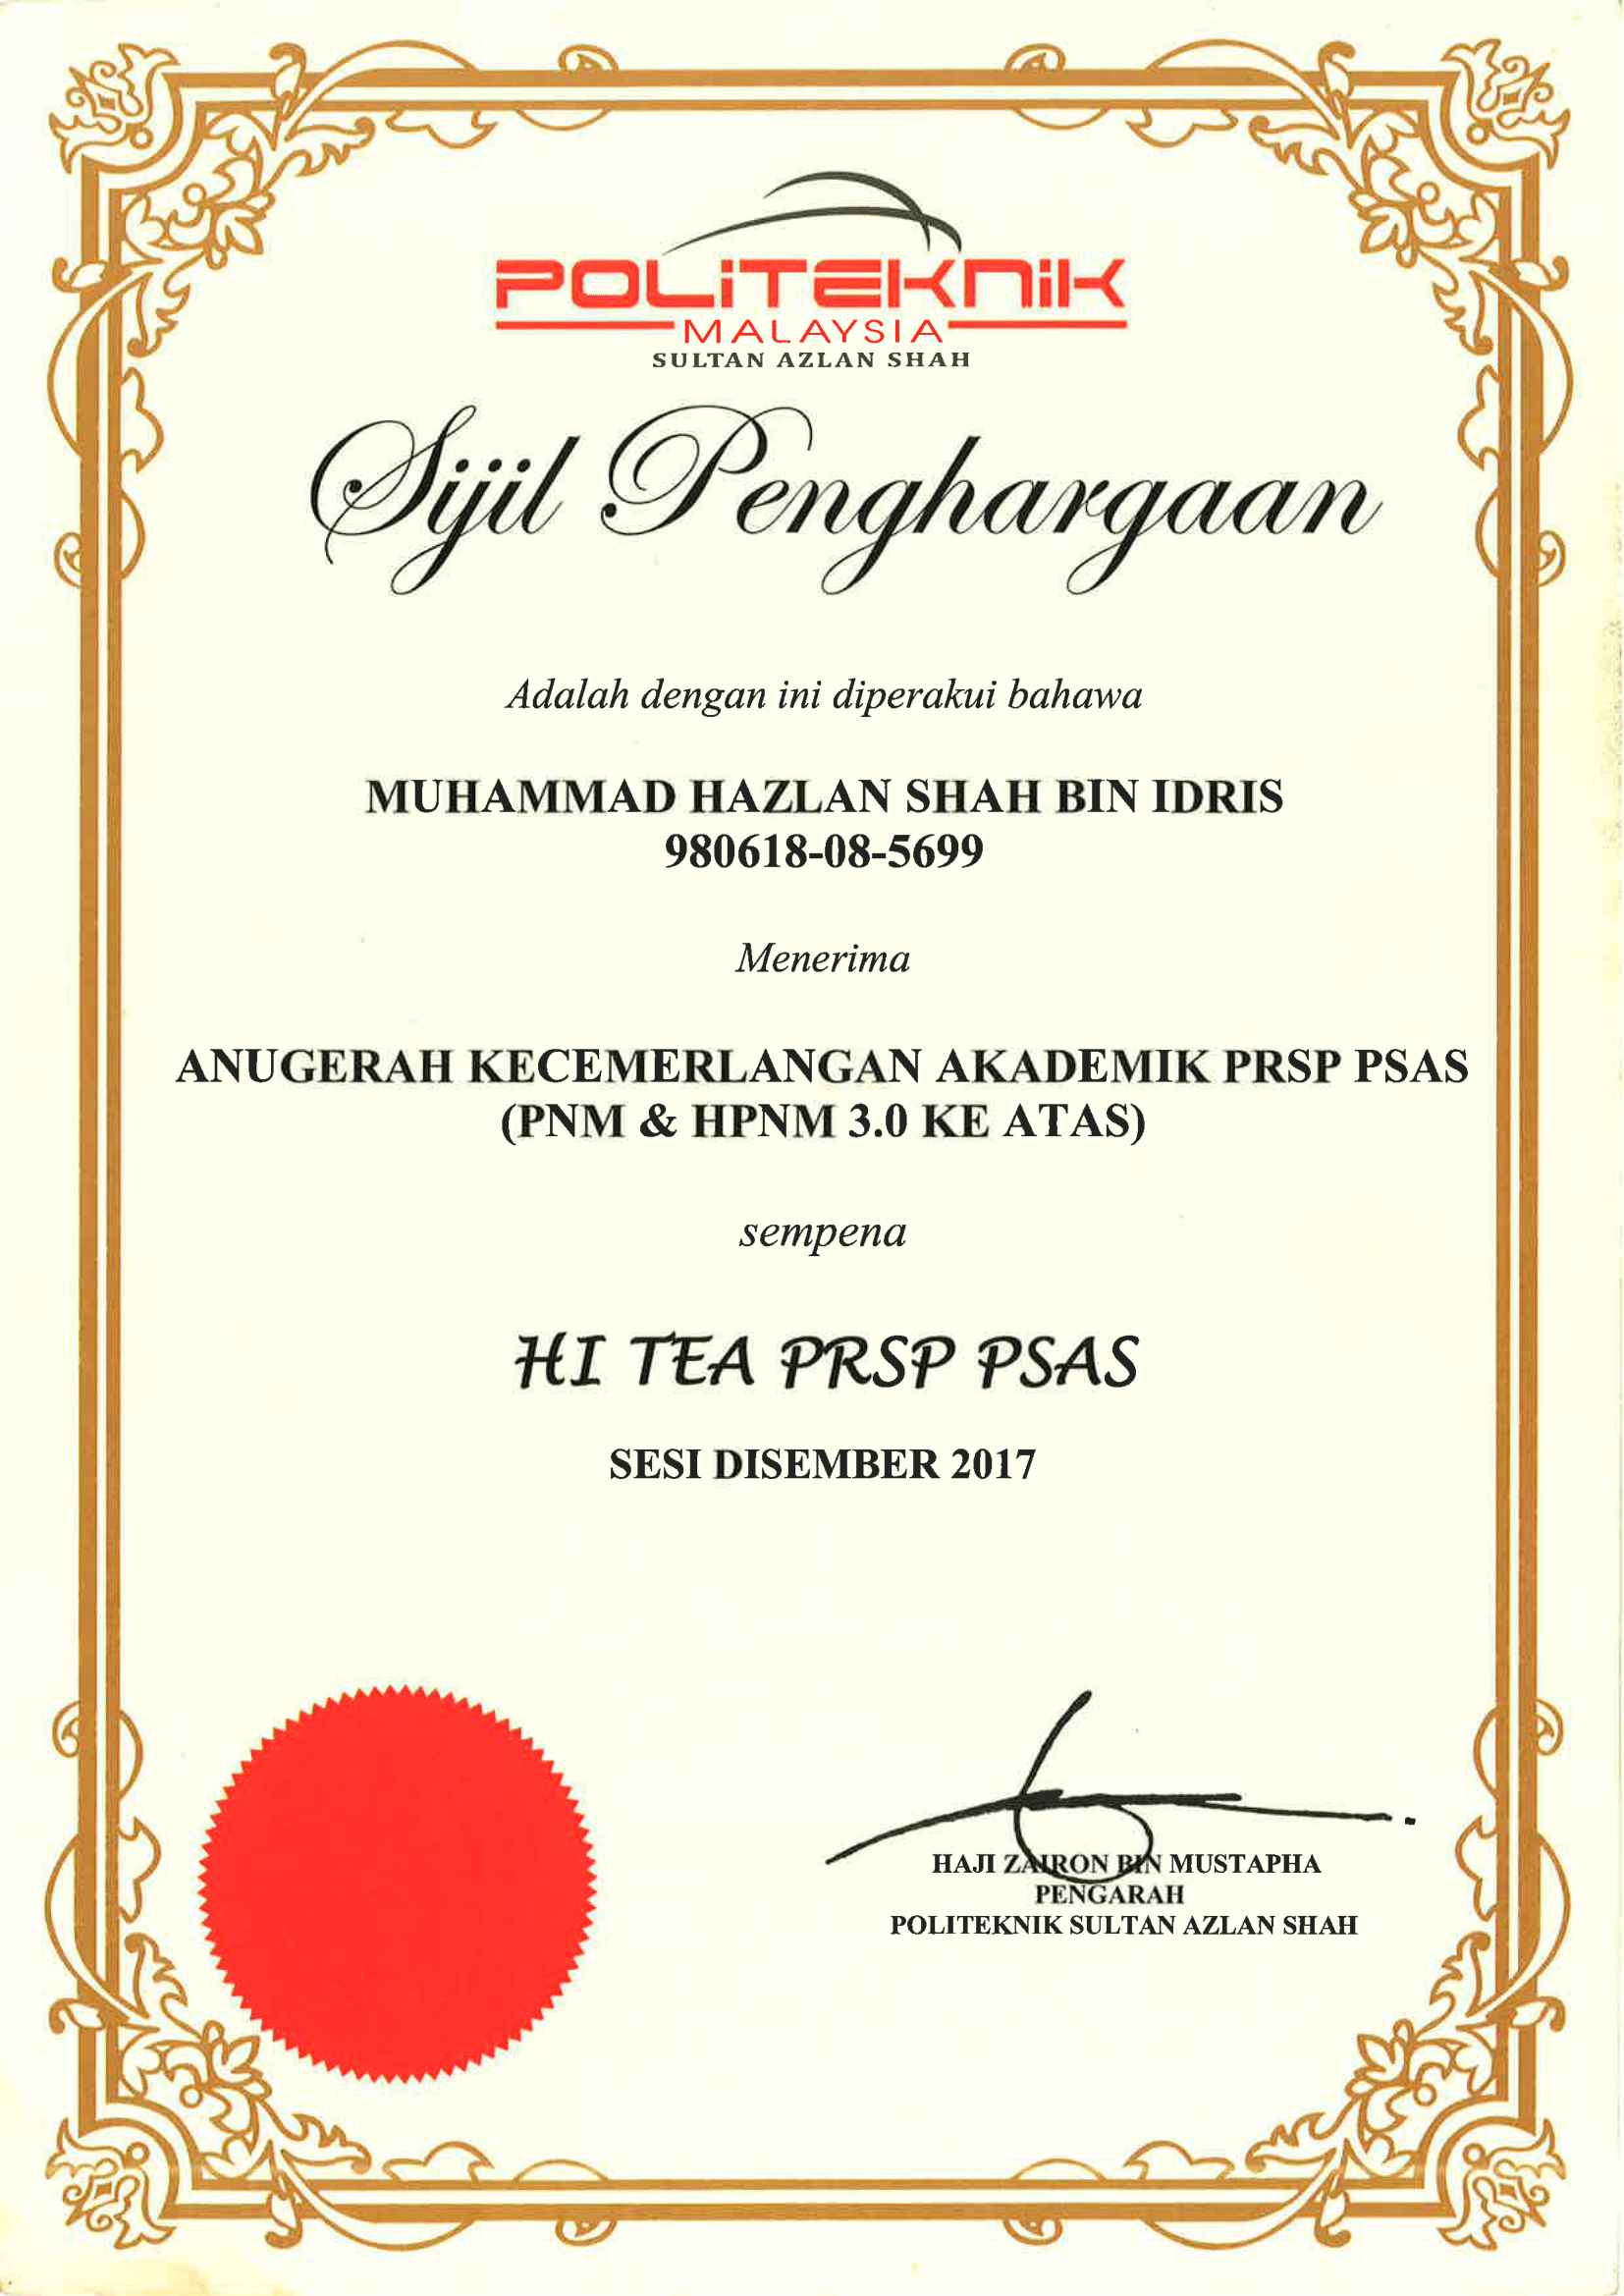 POLiTEKNiK
MALAYSIA
SULTAN AZLAN SHAH
Sijil Penghargaan
Adalah dengan ini diperakui bahawa
MUHAMMAD HAZLAN SHAH BIN IDRIS
980618-08-5699
Menerima
ANUGERAH KECEMERLANGAN AKADEMIK PRSP PSAS
(PNM & HPNM 3.0 KE ATAS)
sempena
HI TEA PRSP PSAS
SESI DISEMBER 2017
HAJI ZAIRON BIN MUSTAPHA
PENGARAH
POLITEKNIK SULTAN AZLAN SHAH